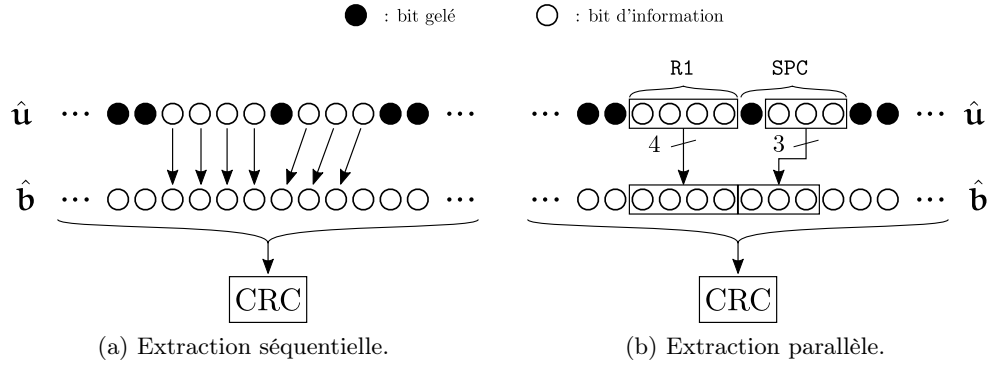 : bit gelé : bit d'information
R1 SPC
û ··· ··· ··· ··· û
4 3
b̂ ··· ··· ··· ··· b̂
CRC CRC
(a) Extraction séquentielle. (b) Extraction parallèle.